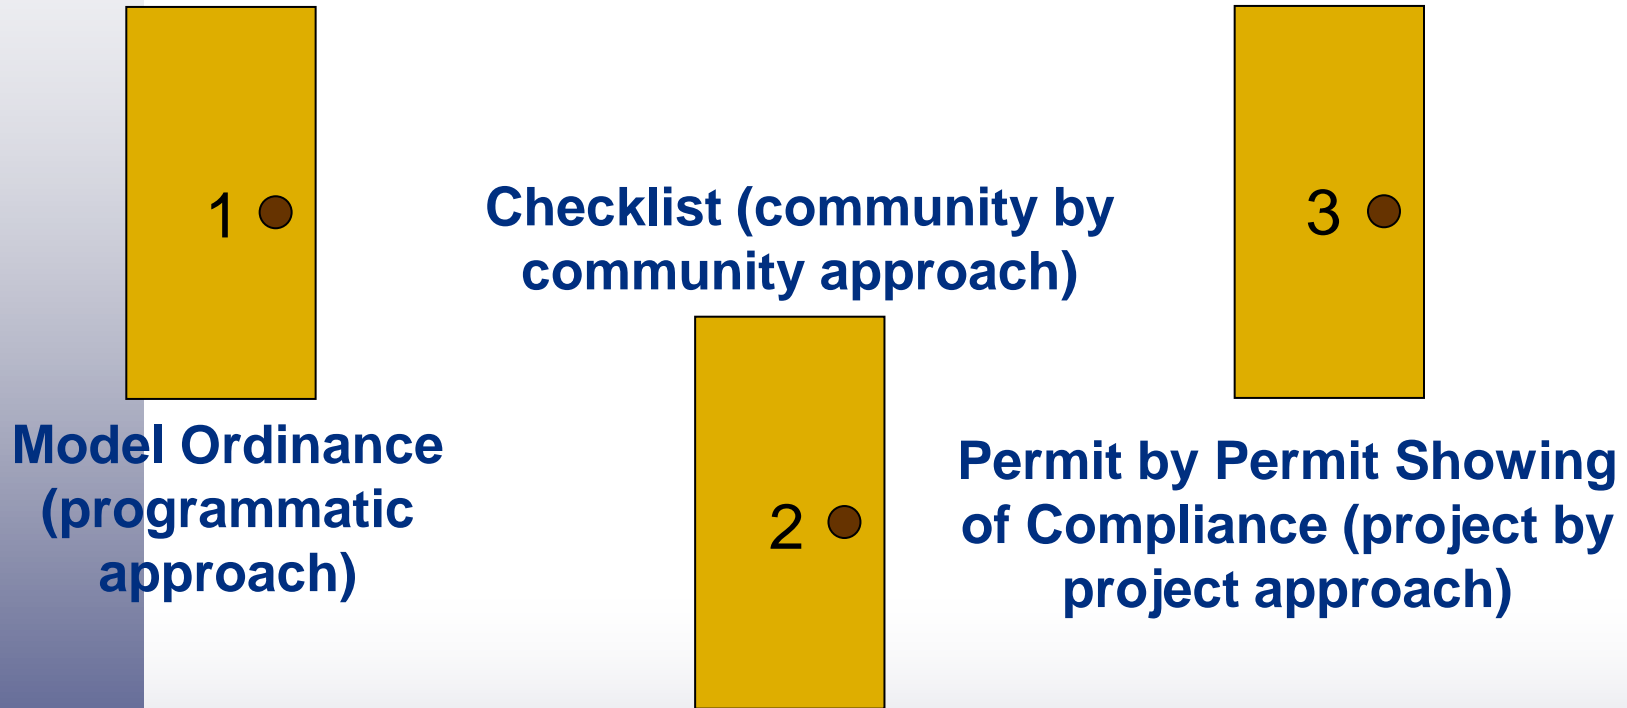 1
Model Ordinance
(programmatic
approach)
Checklist (community by
community approach)
2
3
Permit by Permit Showing
of Compliance (project by
project approach)